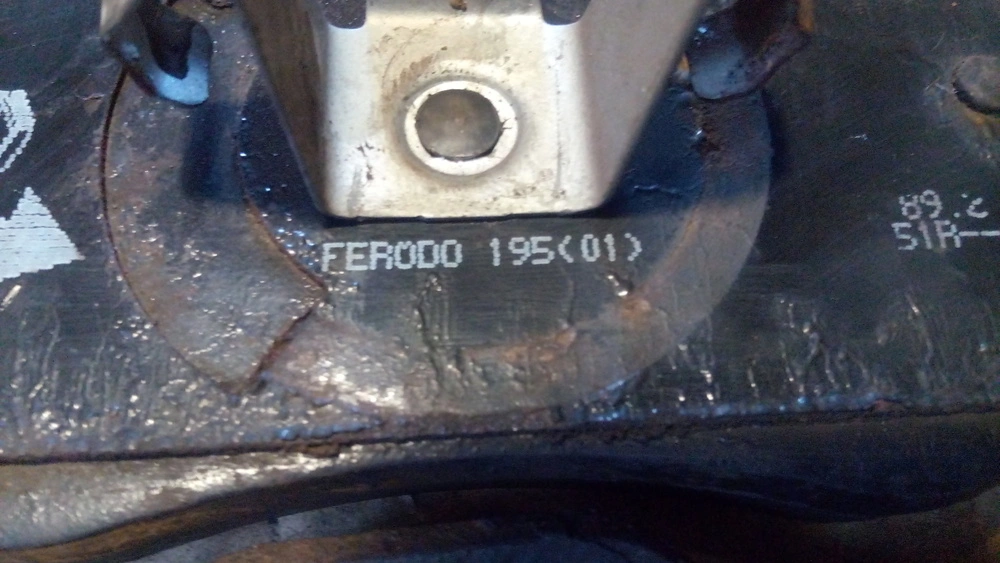 FERODO 195(01)
89.2
51R--